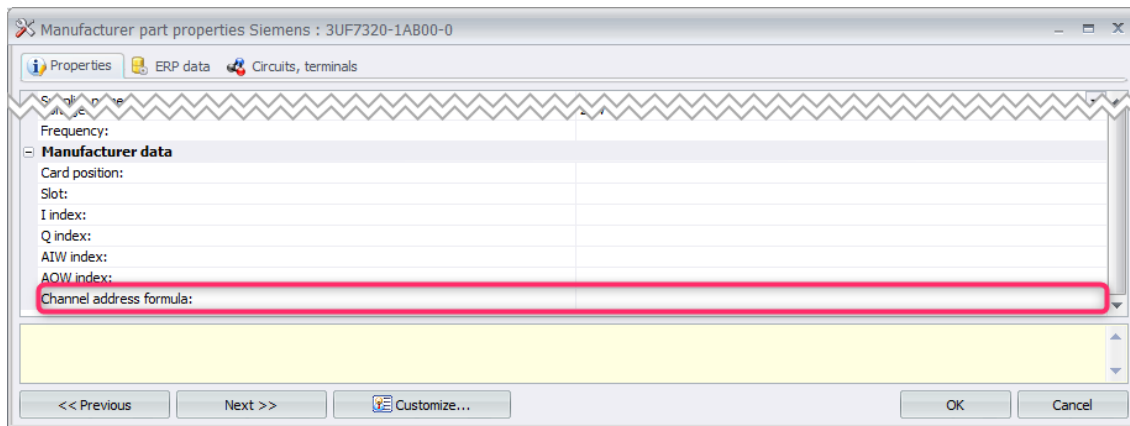 Manufacturer part properties Siemens : 3UF7320-1AB00-0
Properties ERP data Circuits, terminals
Frequency:
Manufacturer data
Card position:
Slot:
I index:
Q index:
AIW index:
AOW index:
Channel address formula:
<< Previous Next >> Customize... OK Cancel